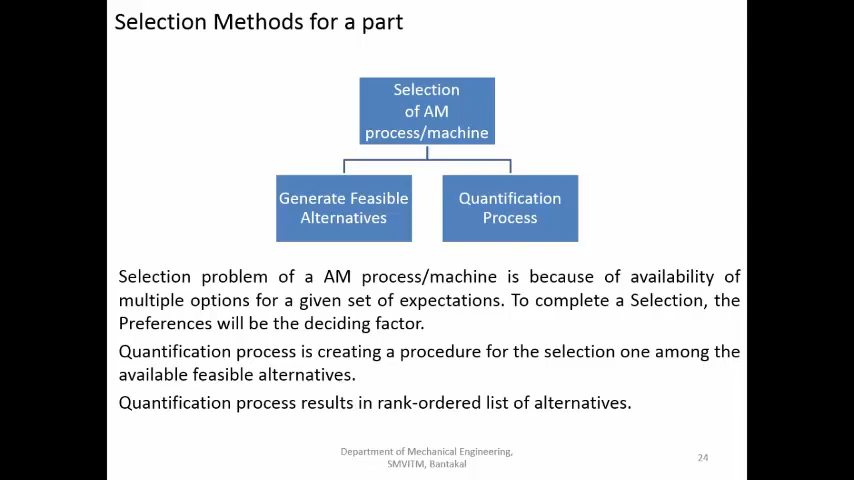 Selection Methods for a part
Selection
of AM
process/machine
Generate Feasible
Alternatives
Quantification
Process
Selection problem of a AM process/machine is because of availability of
multiple options for a given set of expectations. To complete a Selection, the
Preferences will be the deciding factor.
Quantification process is creating a procedure for the selection one among the
available feasible alternatives.
Quantification process results in rank-ordered list of alternatives.
Department of Mechanical Engineering,
SMVITM, Bantakal
24